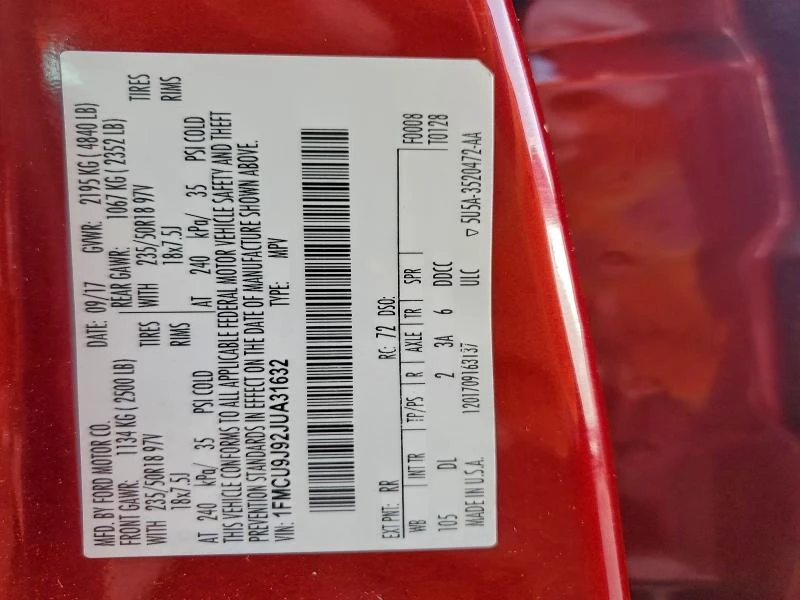 MFD. BY FORD MOTOR CO.
DATE: 09/17 GVWR: 2195 KG ( 4840 LB)
FRONT GAWR: 1134 KG ( 2500 LB) REAR GAWR: 1067 KG ( 2352 LB)
WITH 235/50R18 97V TIRES WITH 235/50R18 97V TIRES
18x7.5J RIMS 18x7.5J RIMS
AT 240 kPa/ 35 PSI COLD AT 240 kPa/ 35 PSI COLD
THIS VEHICLE CONFORMS TO ALL APPLICABLE FEDERAL MOTOR VEHICLE SAFETY AND THEFT
PREVENTION STANDARDS IN EFFECT ON THE DATE OF MANUFACTURE SHOWN ABOVE.
VIN: 1FMCU9J92JUA31632 TYPE: MPV
F0008
T0128
EXT PNT: RR RC: 72 DSO:
WB INT TR TP/PS R AXLE TR SPR
105 DL 2 3A 6 DDCC
MADE IN U.S.A. 1201709163137 ULC ▽ 5U5A-3520472-AA